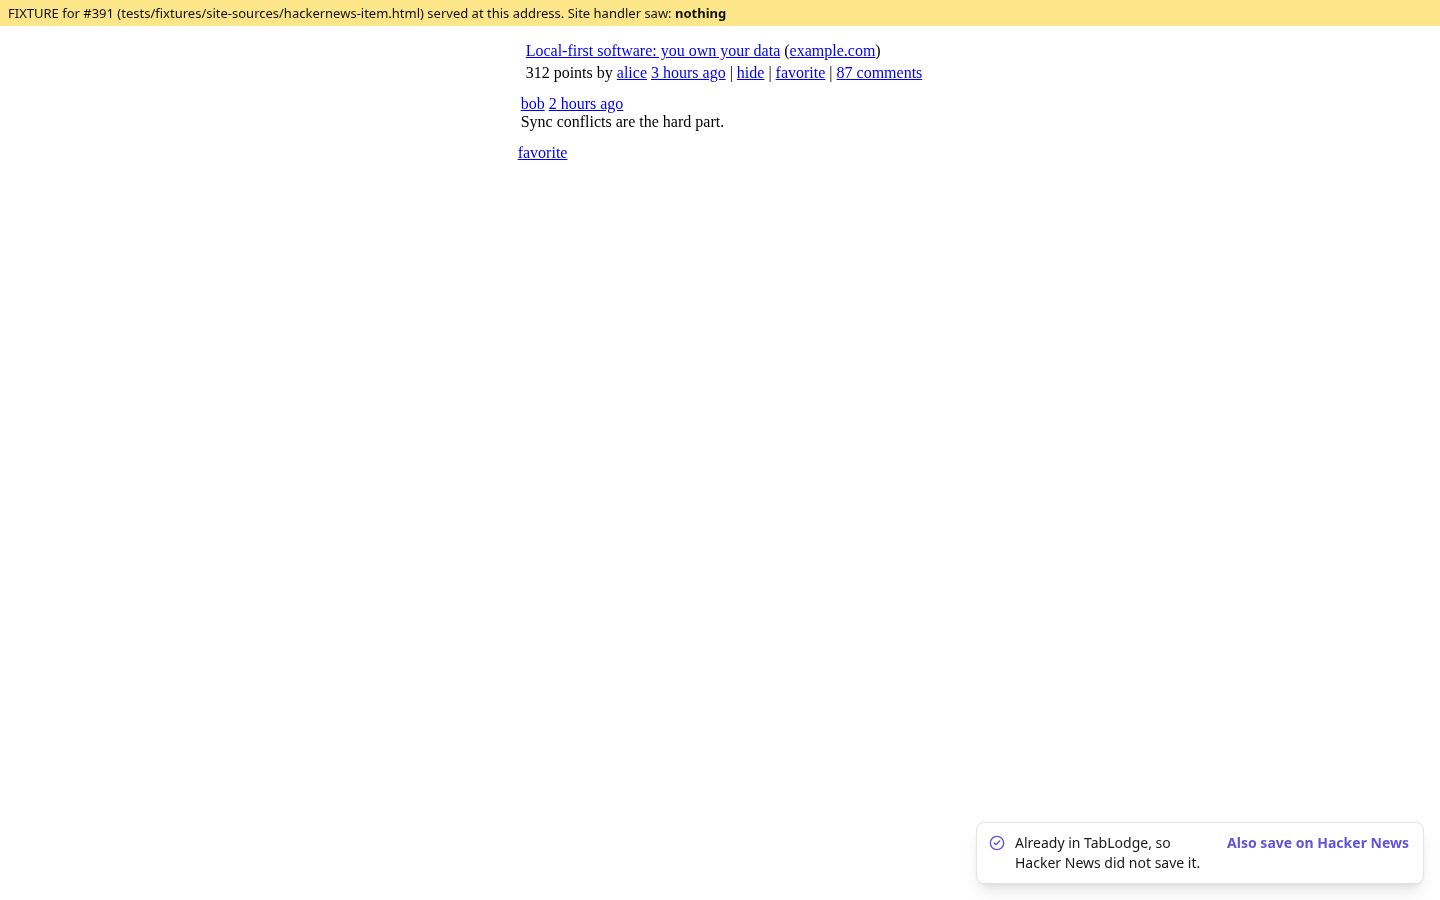 FIXTURE for #391 (tests/fixtures/site-sources/hackernews-item.html) served at this address. Site handler saw: nothing
Local-first software: you own your data (example.com)
312 points by alice 3 hours ago | hide | favorite | 87 comments
bob 2 hours ago
Sync conflicts are the hard part.
favorite
Already in TabLodge, so Hacker News did not save it.
Also save on Hacker News